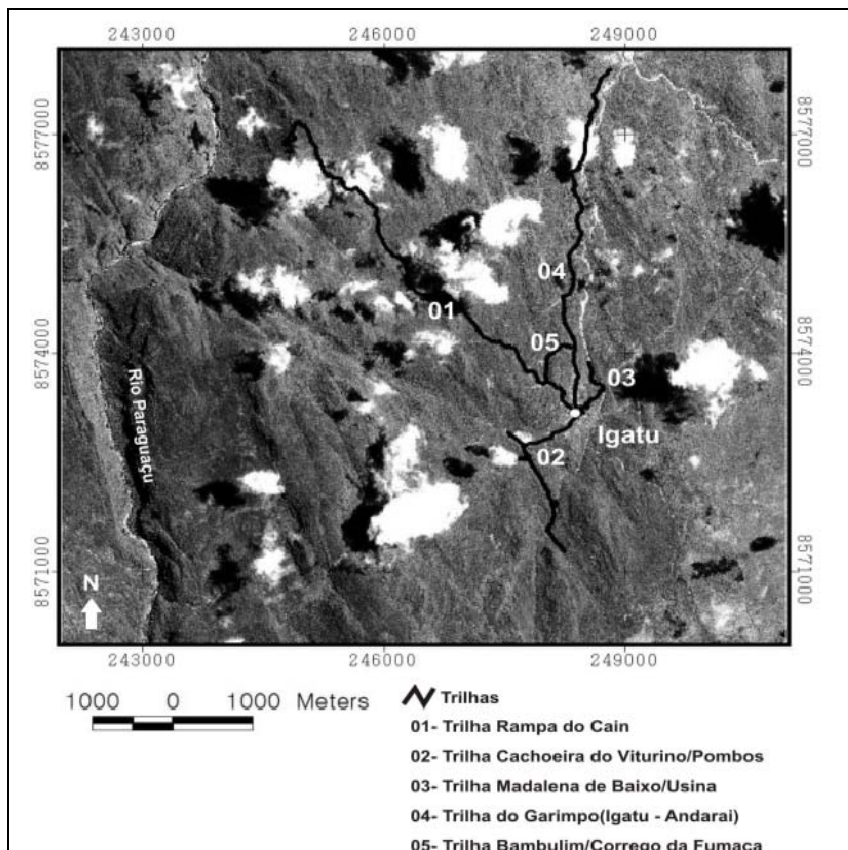 243000 246000 249000
8577000 8577000
04
01
05
8574000 8574000
03
Rio Paraguaçu
Igatu
02
8571000 8571000
N
243000 246000 249000
1000 0 1000 Meters
Trilhas
01- Trilha Rampa do Cain
02- Trilha Cachoeira do Viturino/Pombos
03- Trilha Madalena de Baixo/Usina
04- Trilha do Garimpo(Igatu - Andarai)
05- Trilha Bambulim/Corrego da Fumaca